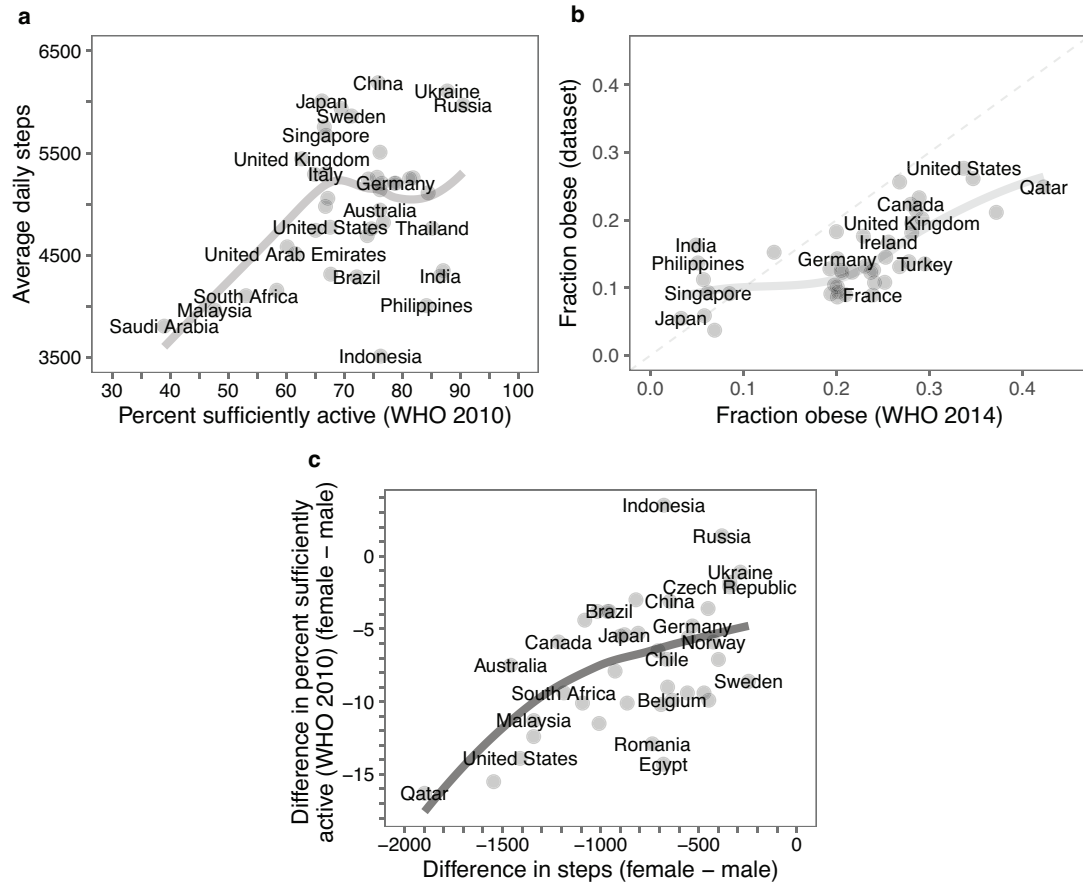 a
6500
5500
4500
3500
Average daily steps
China
Ukraine
Japan
Russia
Sweden
Singapore
United Kingdom
Italy
Germany
Australia
United States
Thailand
United Arab Emirates
Brazil
India
South Africa
Malaysia
Philippines
Saudi Arabia
Indonesia
30 40 50 60 70 80 90 100
Percent sufficiently active (WHO 2010)
b
0.4
0.3
0.2
0.1
0.0
Fraction obese (dataset)
United States
Qatar
Canada
United Kingdom
India
Ireland
Philippines
Germany
Turkey
Singapore
France
Japan
0.0 0.1 0.2 0.3 0.4
Fraction obese (WHO 2014)
c
0
−5
−10
−15
Difference in percent sufficiently
active (WHO 2010) (female − male)
Indonesia
Russia
Ukraine
Czech Republic
China
Brazil
Germany
Japan
Canada
Norway
Chile
Australia
Sweden
South Africa
Belgium
Malaysia
Romania
United States
Egypt
Qatar
−2000 −1500 −1000 −500 0
Difference in steps (female − male)